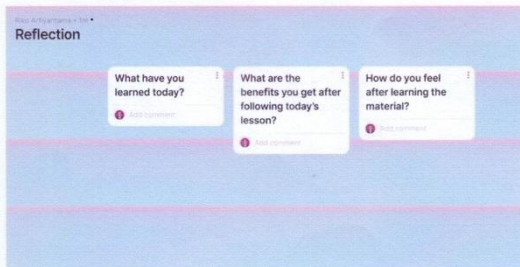 Reflection
What have you
learned today?
Add comment
What are the
benefits you get after
following today's
lesson?
Add comment
How do you feel
after learning the
material?
Add comment